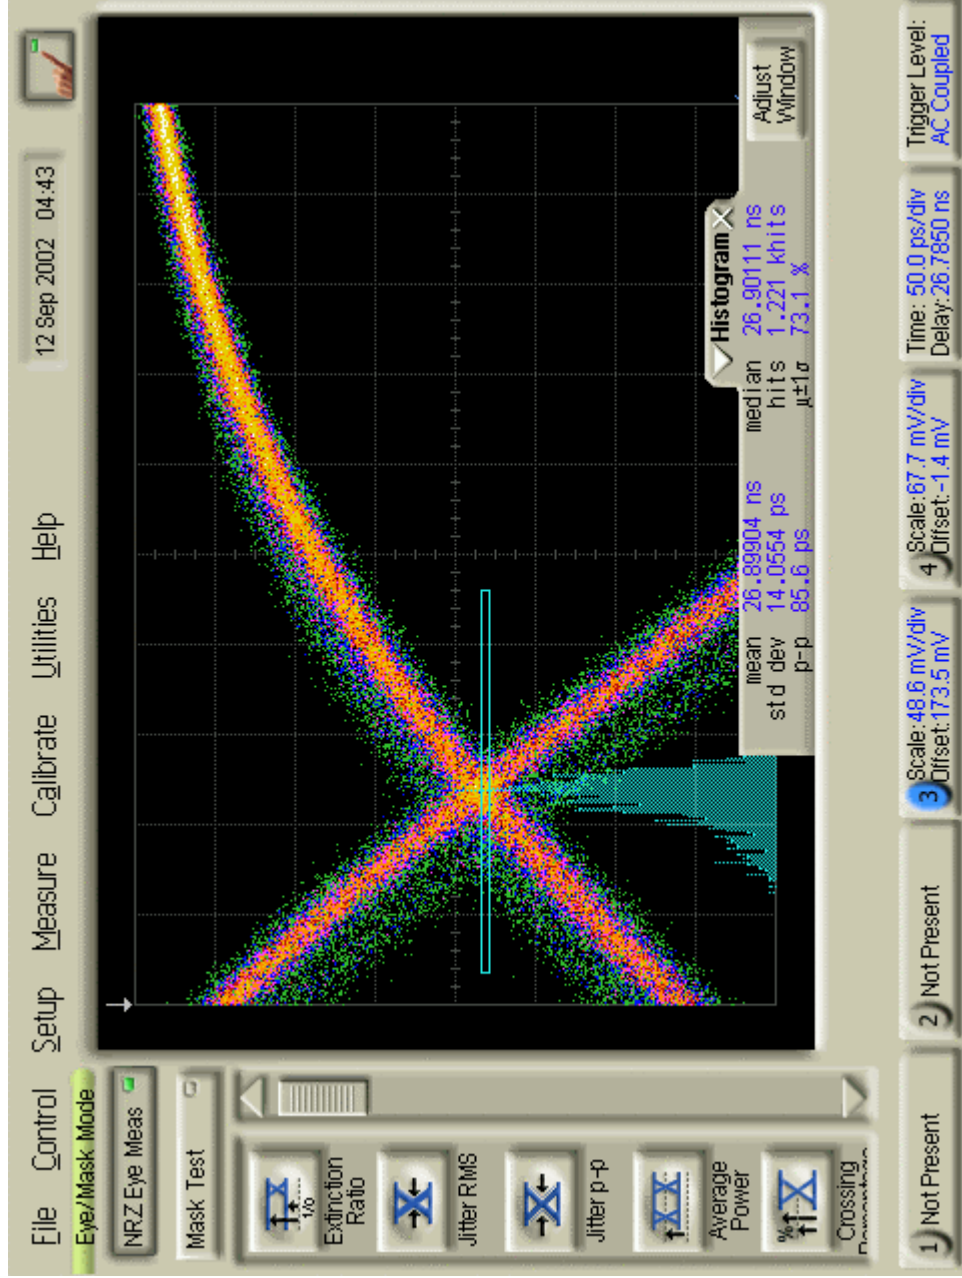 File Control Setup Measure Calibrate Utilities Help 12 Sep 2002 04:43
Eye/Mask Mode
NRZ Eye Meas
Mask Test
1/0
Extinction
Ratio
Jitter RMS
Jitter p-p
Average
Power
%
Crossing
Histogram
mean 26.89904 ns median 26.90111 ns
std dev 14.0554 ps hits 1.221 khits
p-p 85.6 ps µ±1σ 73.1 %
Adjust
Window
1 Not Present
2 Not Present
3 Scale:48.6 mV/div
Offset:173.5 mV
4 Scale:67.7 mV/div
Offset:-1.4 mV
Time: 50.0 ps/div
Delay:26.7850 ns
Trigger Level:
AC Coupled